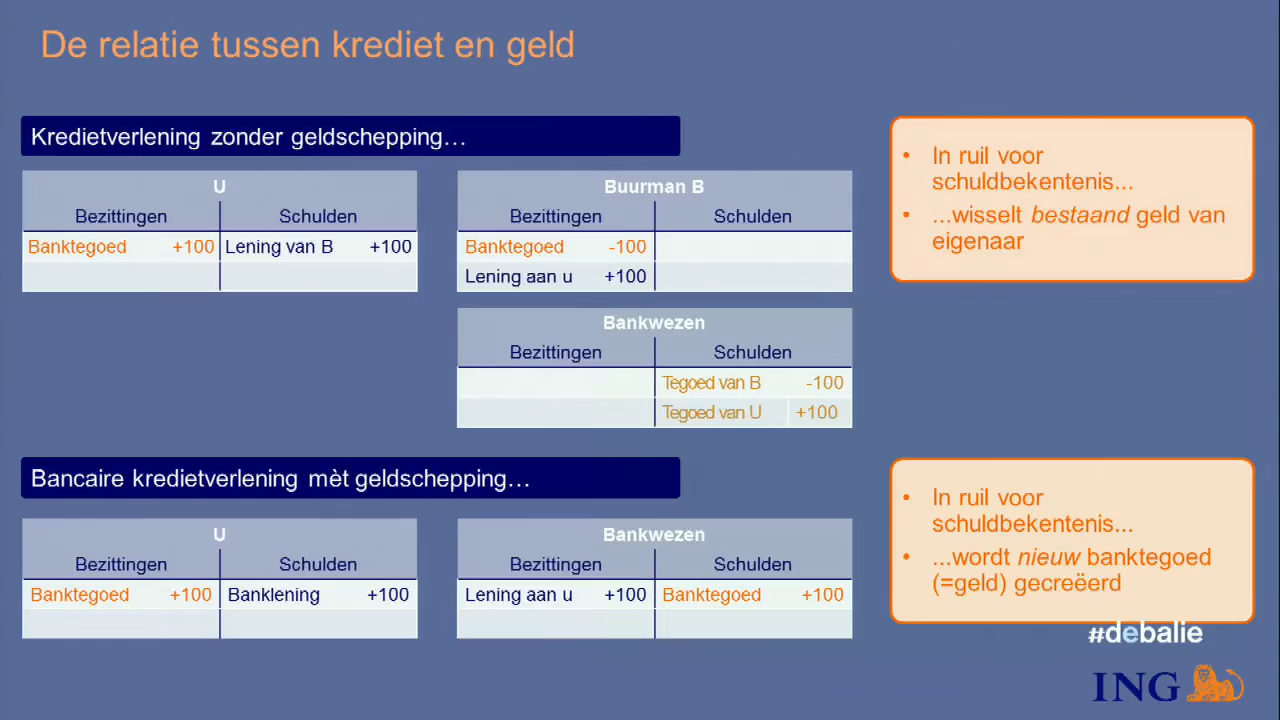 De relatie tussen krediet en geld
Kredietverlening zonder geldschepping…
U
Bezittingen Schulden
Banktegoed +100 Lening van B +100
Buurman B
Bezittingen Schulden
Banktegoed -100
Lening aan u +100
Bankwezen
Bezittingen Schulden
Tegoed van B -100
Tegoed van U +100
• In ruil voor
schuldbekentenis...
• ...wisselt bestaand geld van
eigenaar
Bancaire kredietverlening mèt geldschepping…
U
Bezittingen Schulden
Banktegoed +100 Banklening +100
Bankwezen
Bezittingen Schulden
Lening aan u +100 Banktegoed +100
• In ruil voor
schuldbekentenis...
• ...wordt nieuw banktegoed
(=geld) gecreëerd
#debalie
ING